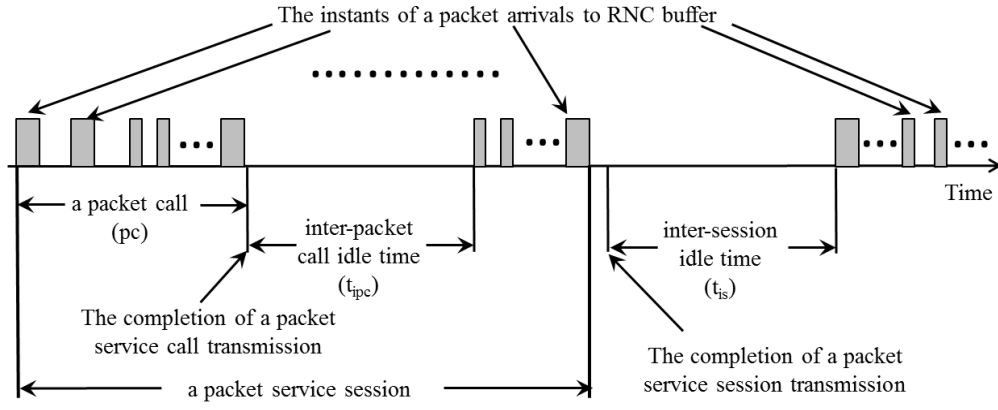 The instants of a packet arrivals to RNC buffer
Time
a packet call
(pc)
inter-packet
call idle time
(tipc)
inter-session
idle time
(tis)
The completion of a packet
service call transmission
The completion of a packet
service session transmission
a packet service session